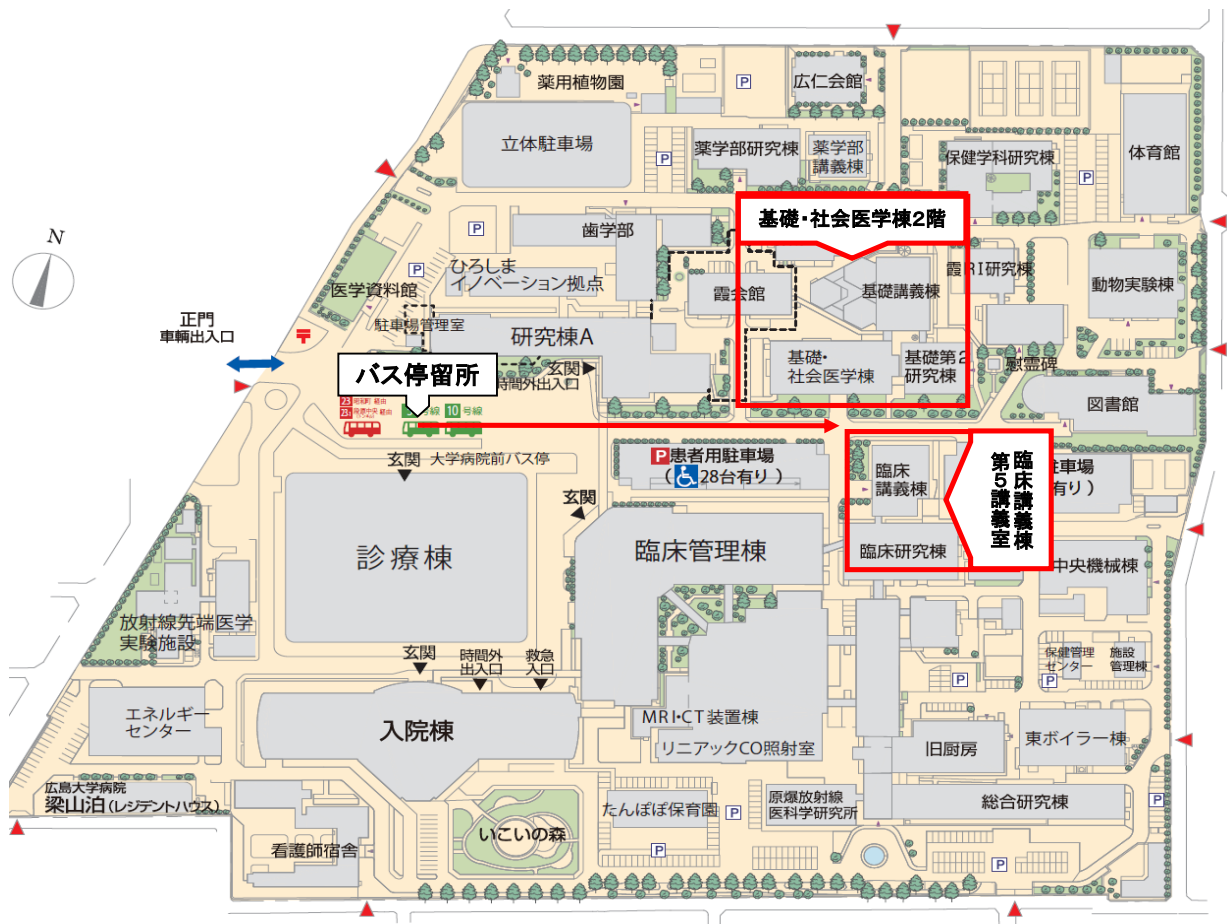 薬用植物園
P
広仁会館
立体駐車場
P
薬学部研究棟
薬学部
講義棟
保健学科研究棟
P
体育館
N
医学資料館
P
歯学部
P
ひろしま
イノベーション拠点
駐車場管理室
研究棟A
基礎・社会医学棟2階
霞会館
基礎講義棟
霞RI研究棟
動物実験棟
基礎・
社会医学棟
基礎第2
研究棟
慰霊碑
図書館
正門
車輌出入口
〒
バス停留所
時間外出入口
玄関
23 昭和町 経由
経由
号線
10 号線
玄関
大学病院前バス停
P患者用駐車場
(28台有り)
臨床
講義棟
臨床講義棟
第5講義室
駐車場
有り)
玄関
診療棟
臨床管理棟
臨床研究棟
中央機械棟
放射線先端医学
実験施設
玄関
時間外
出入口
救急
入口
保健管理
センター
施設
管理棟
P
P
エネルギー
センター
入院棟
MRI・CT装置棟
リニアックCO照射室
旧厨房
東ボイラー棟
広島大学病院
梁山泊(レジデントハウス)
看護師宿舎
いこいの森
たんぽぽ保育園
P
P
原爆放射線
医科学研究所
総合研究棟
P
P